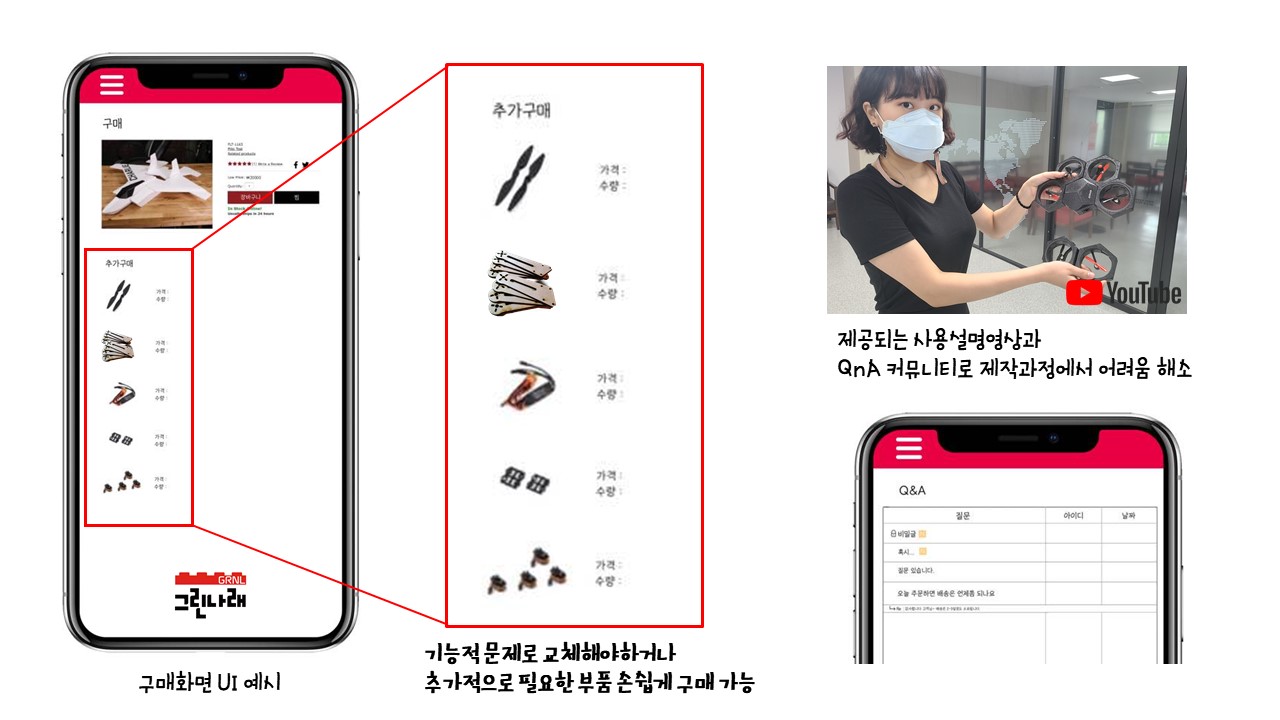 구매
Related products
Write a Review
Quantity
장바구니
찜
추가구매
가격 :
수량 :
가격 :
수량 :
가격 :
수량 :
가격 :
수량 :
가격 :
수량 :
GRNL
그린나래
구매화면 UI 예시
추가구매
가격 :
수량 :
가격 :
수량 :
가격 :
수량 :
가격 :
수량 :
가격 :
수량 :
기능적 문제로 교체해야하거나
추가적으로 필요한 부품 손쉽게 구매 가능
YouTube
제공되는 사용설명영상과
QnA 커뮤니티로 제작과정에서 어려움 해소
Q&A
질문 아이디 날짜
비밀글
혹시...
질문 있습니다.
오늘 주문하면 배송은 언제쯤 되나요